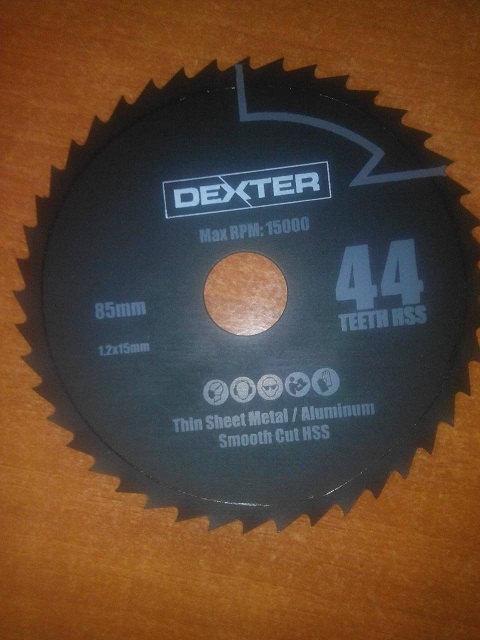 DEXTER
Max RPM: 15000
44
TEETH HSS
85mm
1.2x15mm
Thin Sheet Metal / Aluminum
Smooth Cut HSS